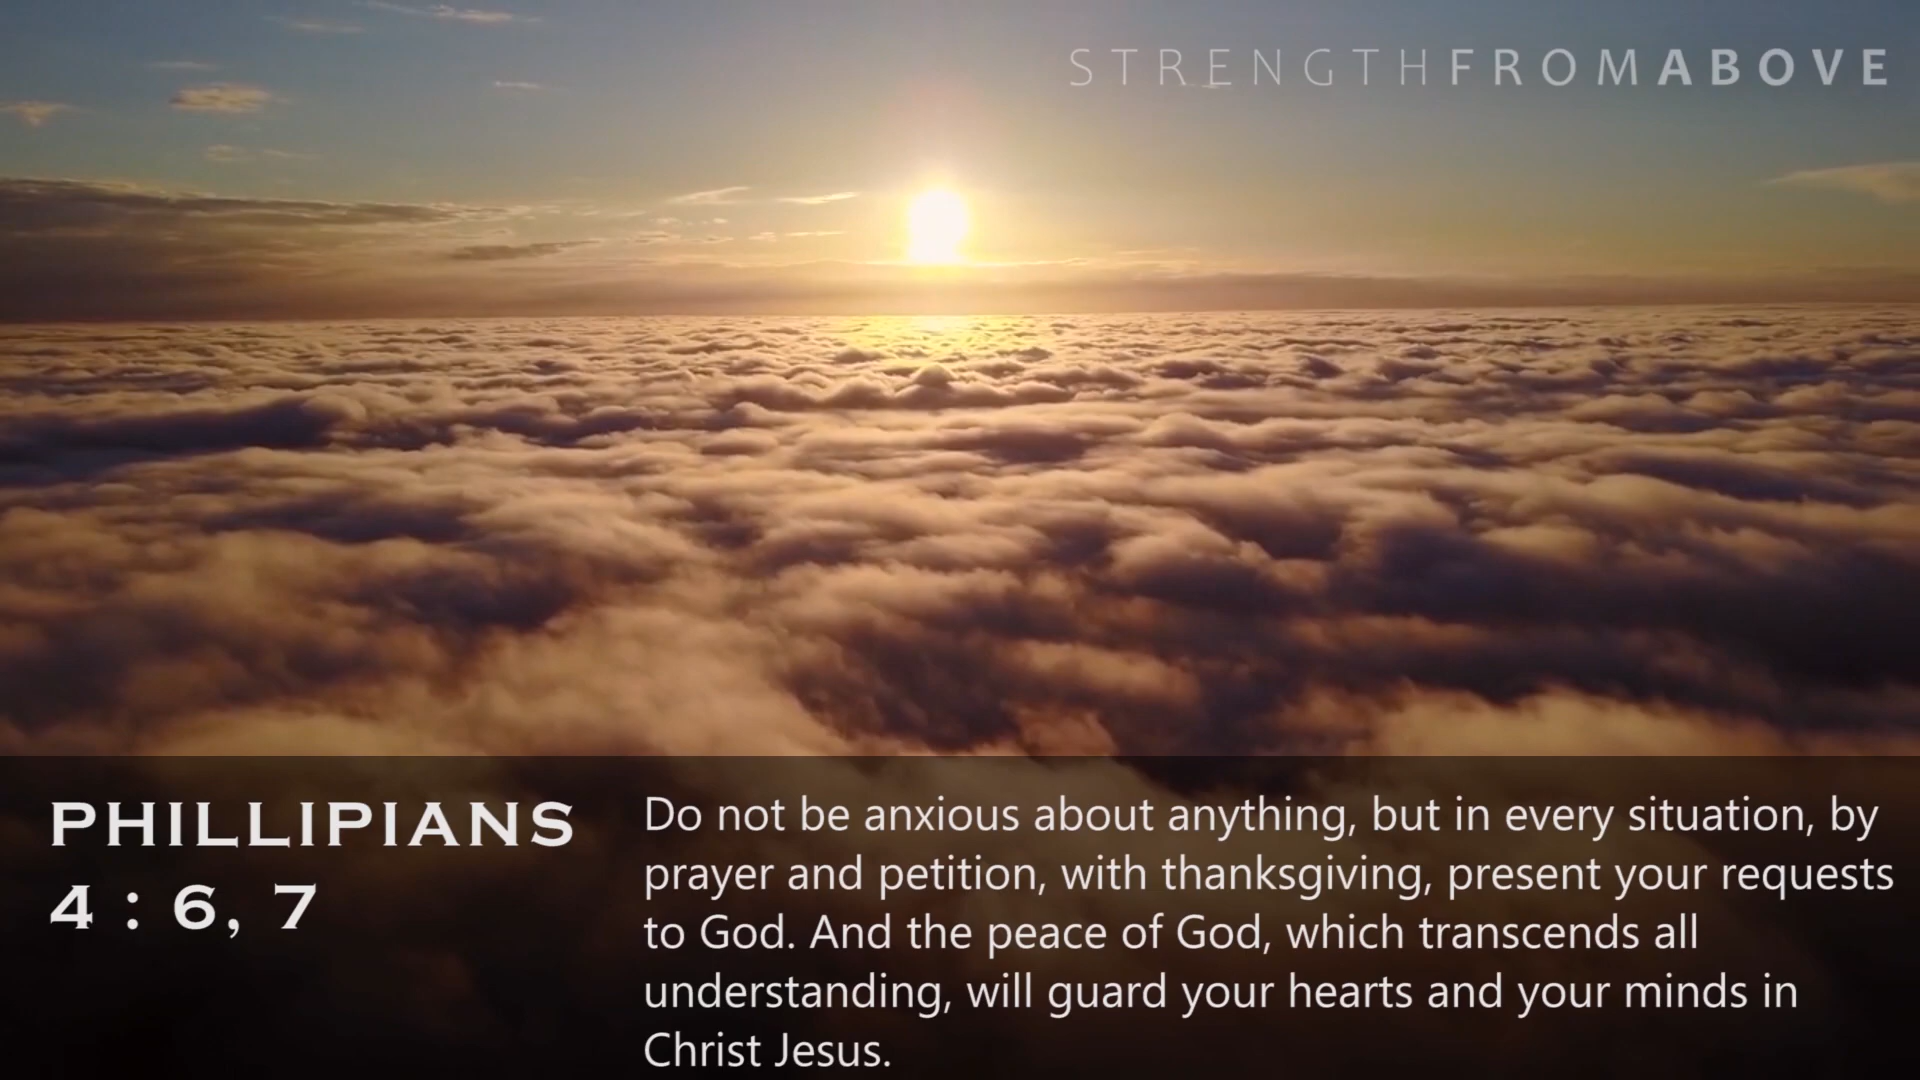 STRENGTHFROMABOVE
PHILLIPIANS
4 : 6, 7
Do not be anxious about anything, but in every situation, by
prayer and petition, with thanksgiving, present your requests
to God. And the peace of God, which transcends all
understanding, will guard your hearts and your minds in
Christ Jesus.